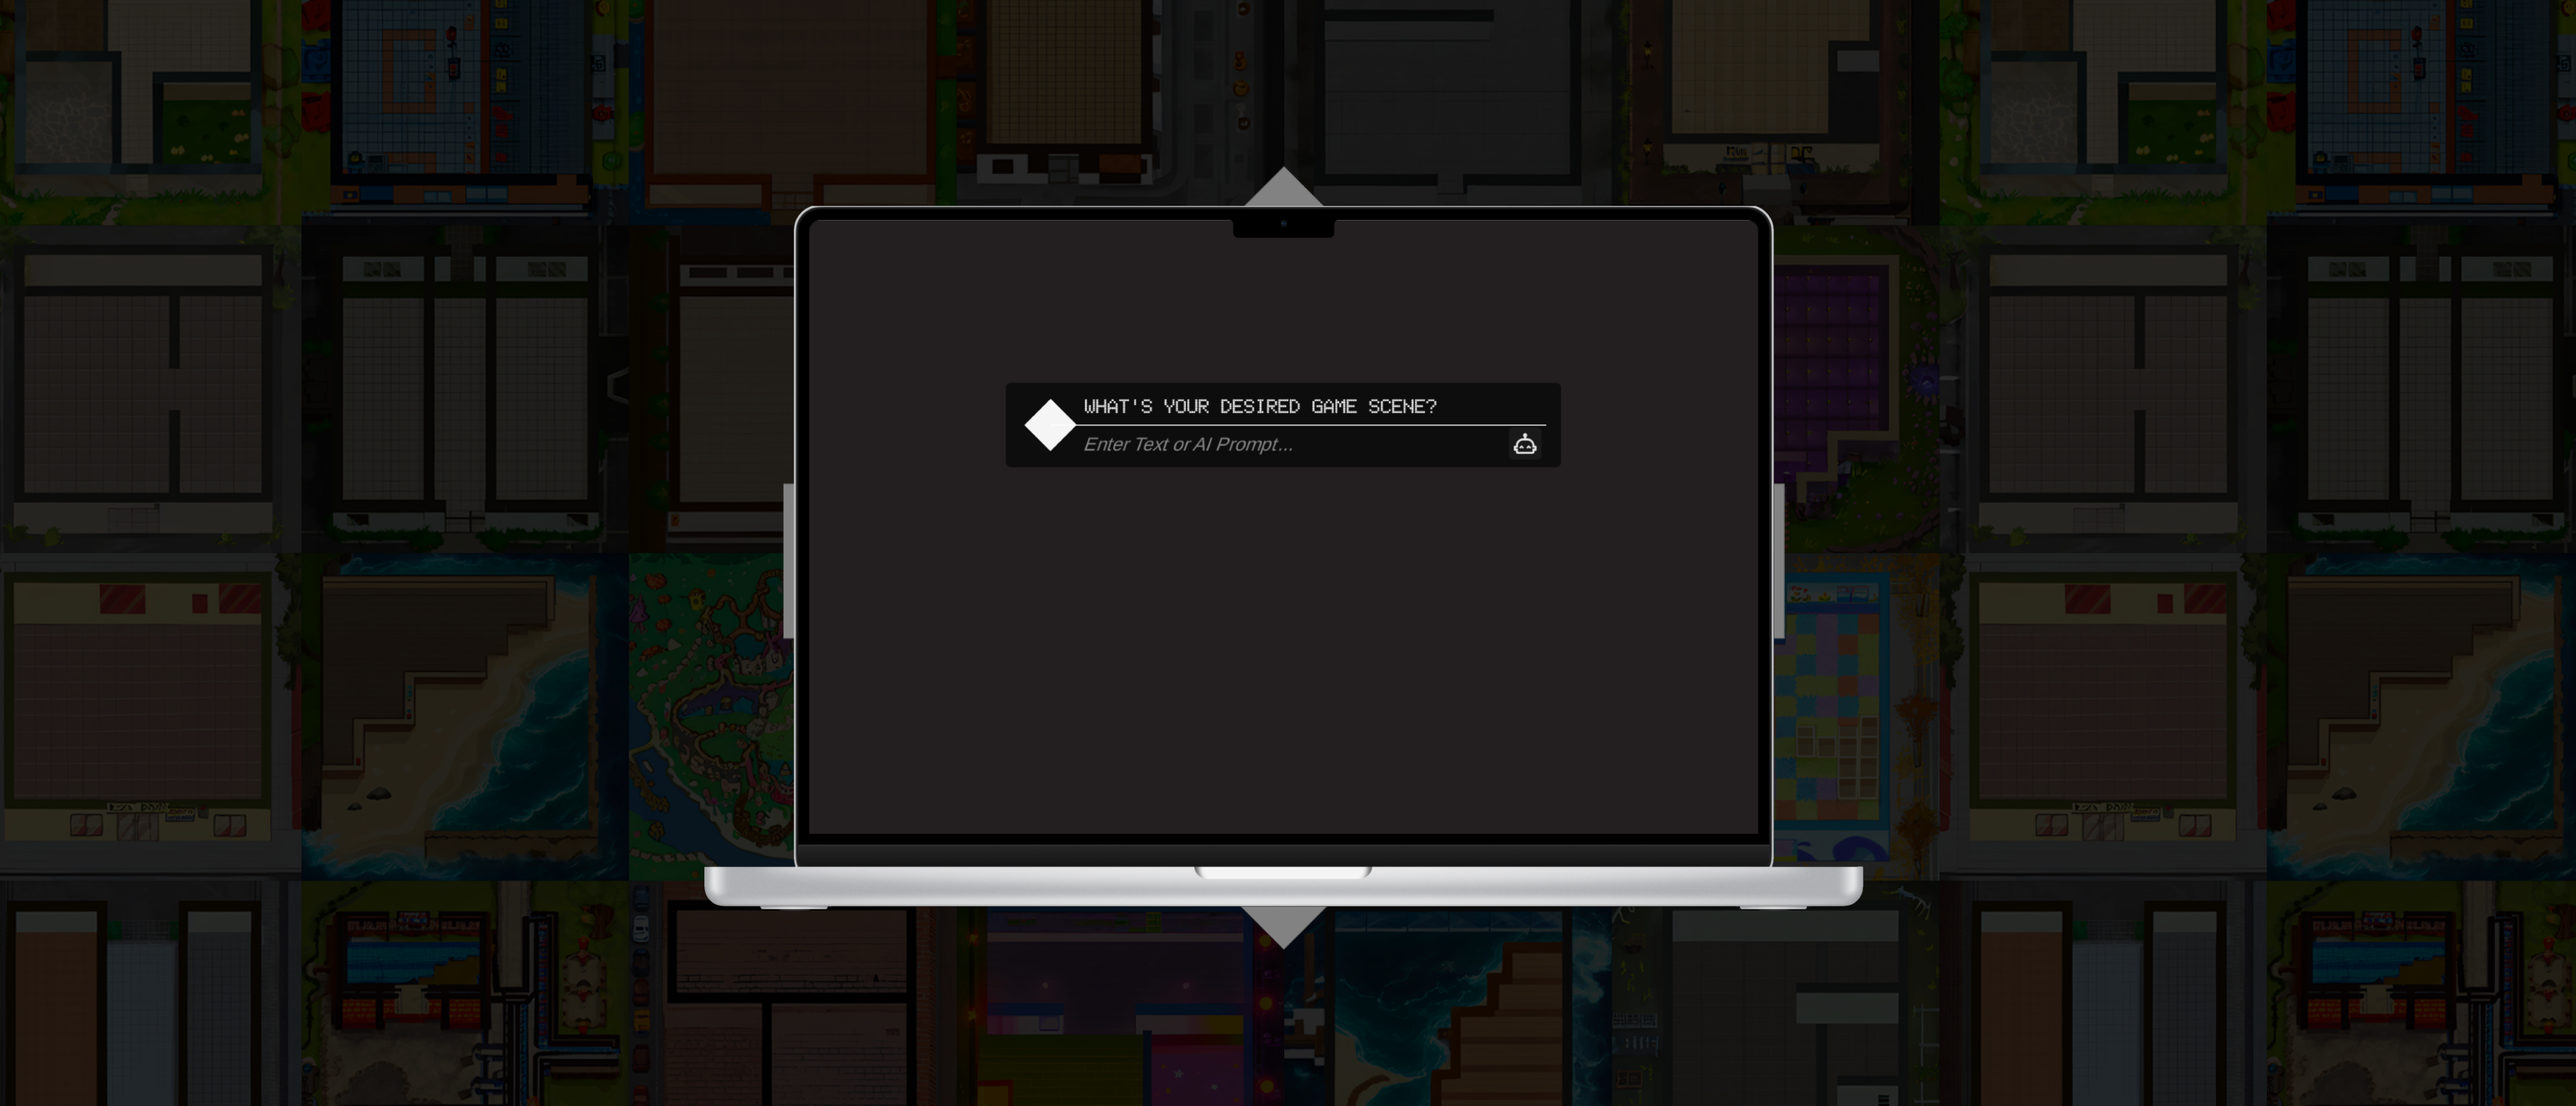 WHAT'S YOUR DESIRED GAME SCENE?
Enter Text or AI Prompt...